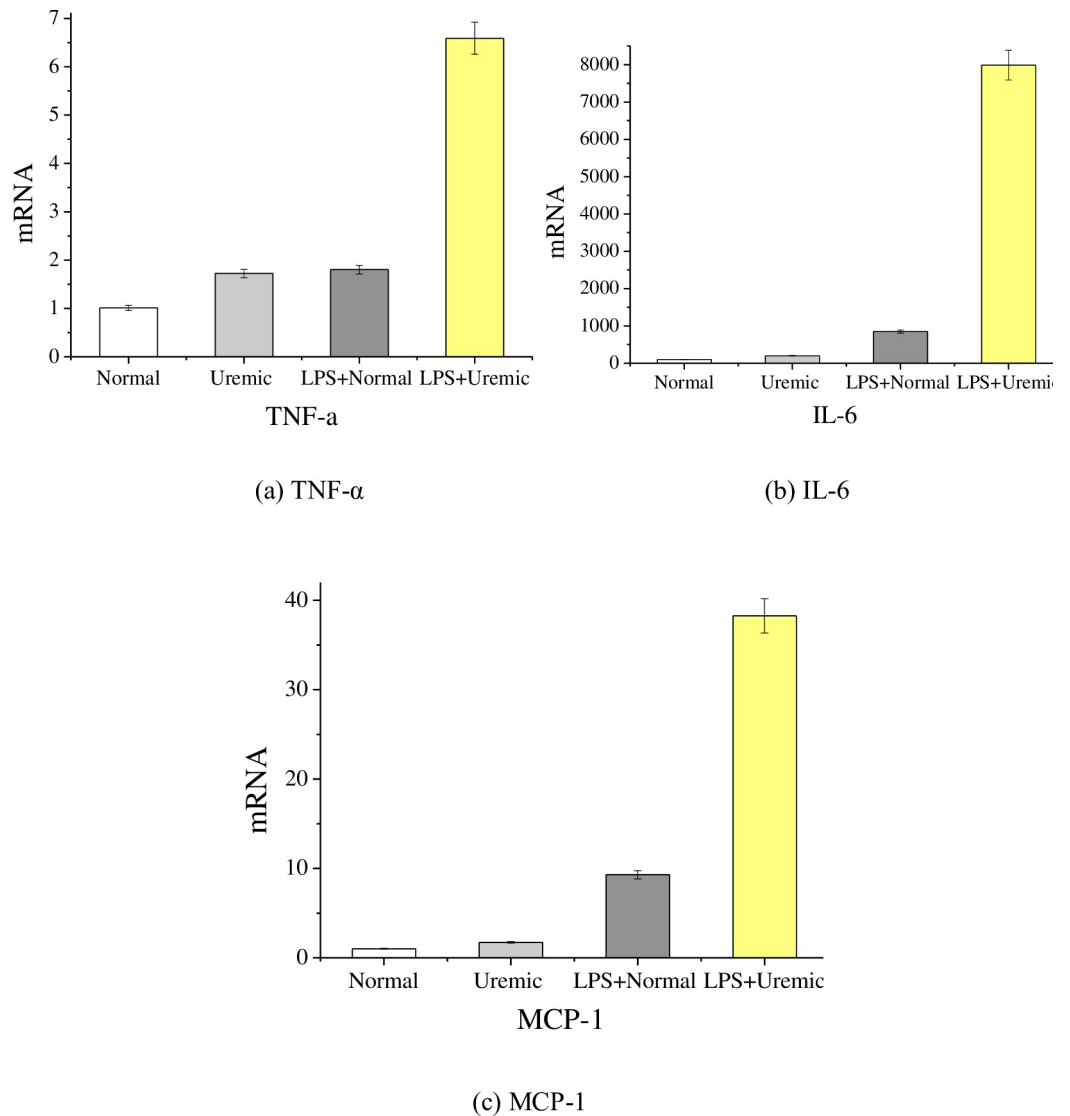 7
6
5
4
3
2
1
0
mRNA
Normal Uremic LPS+Normal LPS+Uremic
TNF-a
(a) TNF-α
8000
7000
6000
5000
4000
3000
2000
1000
0
mRNA
Normal Uremic LPS+Normal LPS+Uremic
IL-6
(b) IL-6
40
30
20
10
0
mRNA
Normal Uremic LPS+Normal LPS+Uremic
MCP-1
(c) MCP-1